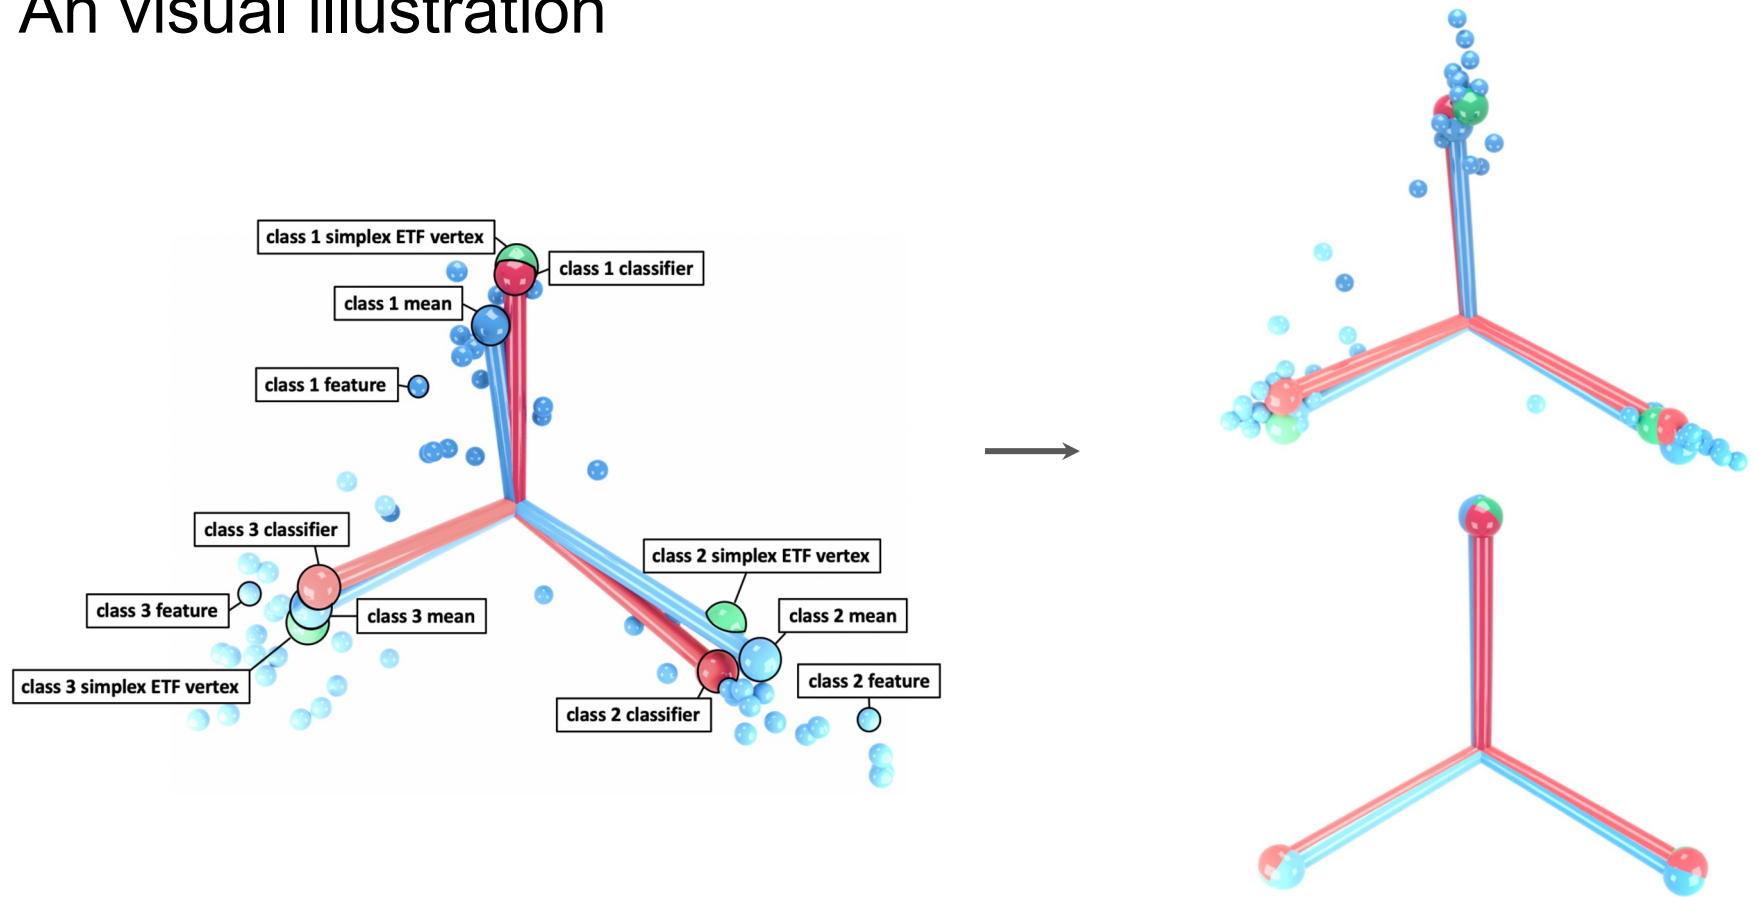 An visual illustration
class 1 simplex ETF vertex
class 1 classifier
class 1 mean
class 1 feature
class 3 classifier
class 2 simplex ETF vertex
class 3 feature
class 3 mean
class 2 mean
class 3 simplex ETF vertex
class 2 feature
class 2 classifier